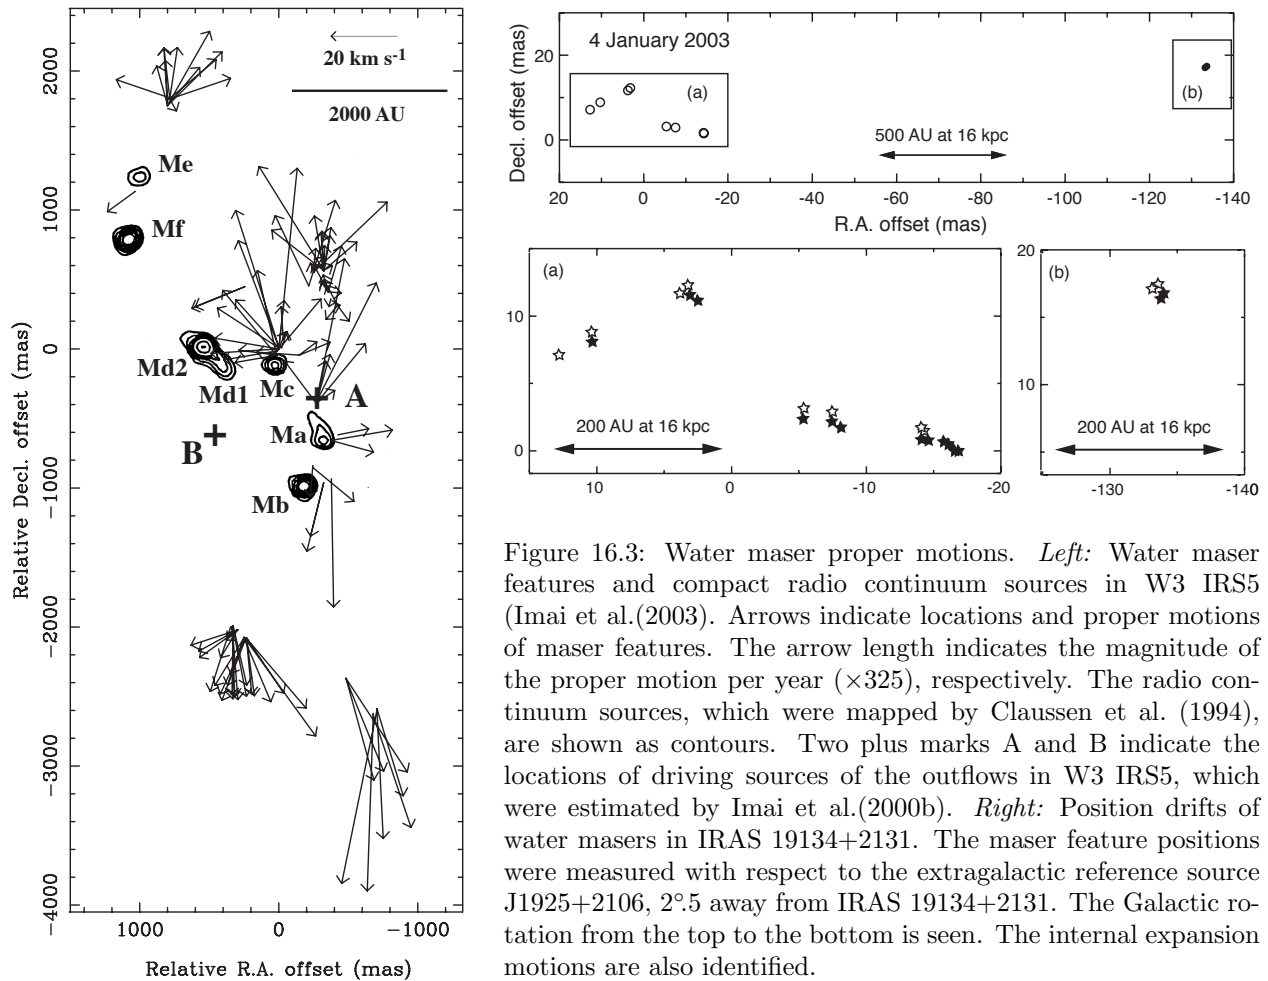 20 km s-1
2000 AU
Me
Mf
Md2
Md1
Mc
A
B
Ma
Mb
2000
1000
0
−1000
−2000
−3000
−4000
Relative Decl. offset (mas)
1000
0
−1000
Relative R.A. offset (mas)
4 January 2003
(a)
(b)
500 AU at 16 kpc
20
0
Decl. offset (mas)
20
0
-20
-40
-60
-80
-100
-120
-140
R.A. offset (mas)
(a)
10
0
200 AU at 16 kpc
10
0
-10
-20
(b)
20
10
200 AU at 16 kpc
-130
-140
Figure 16.3: Water maser proper motions. Left: Water maser
features and compact radio continuum sources in W3 IRS5
(Imai et al.(2003). Arrows indicate locations and proper motions
of maser features. The arrow length indicates the magnitude of
the proper motion per year (×325), respectively. The radio con-
tinuum sources, which were mapped by Claussen et al. (1994),
are shown as contours. Two plus marks A and B indicate the
locations of driving sources of the outflows in W3 IRS5, which
were estimated by Imai et al.(2000b). Right: Position drifts of
water masers in IRAS 19134+2131. The maser feature positions
were measured with respect to the extragalactic reference source
J1925+2106, 2°.5 away from IRAS 19134+2131. The Galactic ro-
tation from the top to the bottom is seen. The internal expansion
motions are also identified.